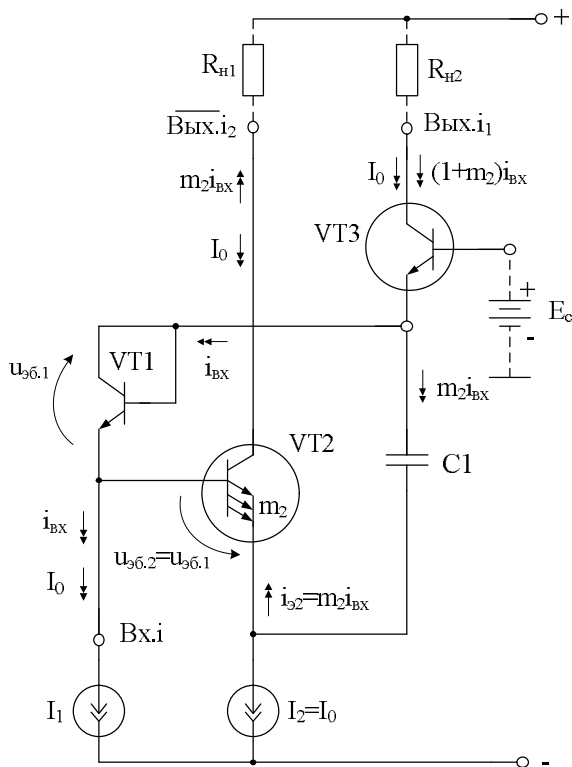 +
Rн1
Rн2
Вых.i2
Вых.i1
m2iвх
I0
(1+m2)iвх
VT3
I0
+
Eс
-
VT1
uэб.1
iвх
m2iвх
VT2
C1
m2
iвх
uэб.2=uэб.1
I0
iэ2=m2iвх
Вх.i
I1
I2=I0
-